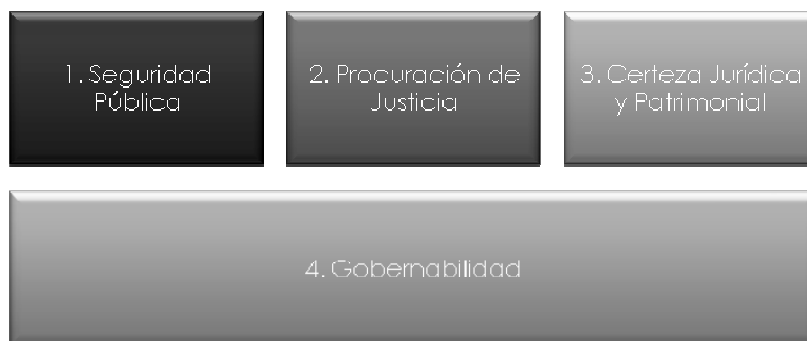 1. Seguridad
Pública
2. Procuración de
Justicia
3. Certeza Jurídica
y Patrimonial
4. Gobernabilidad